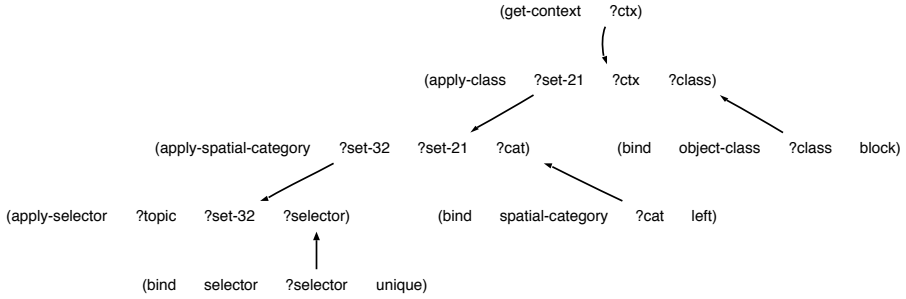 (get-context ?ctx)
(apply-class ?set-21 ?ctx ?class)
(apply-spatial-category ?set-32 ?set-21 ?cat) (bind object-class ?class block)
(apply-selector ?topic ?set-32 ?selector) (bind spatial-category ?cat left)
(bind selector ?selector unique)